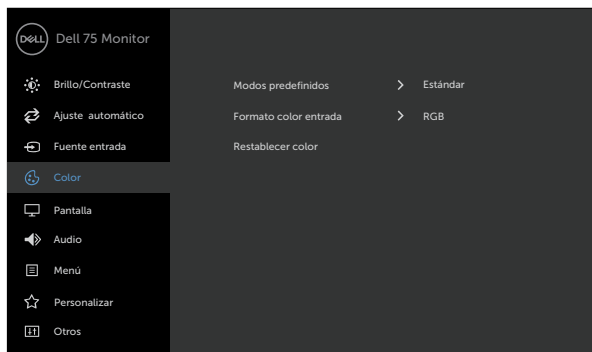 DELL
Dell 75 Monitor
Brillo/Contraste
Ajuste automático
Fuente entrada
Color
Pantalla
Audio
Menú
Personalizar
Otros
Modos predefinidos > Estándar
Formato color entrada > RGB
Restablecer color